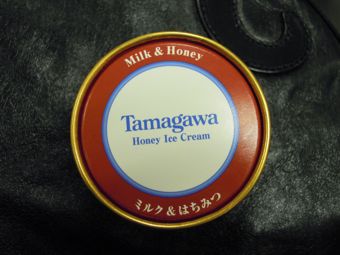 Milk & Honey
Tamagawa
Honey Ice Cream
ミルク&はちみつ